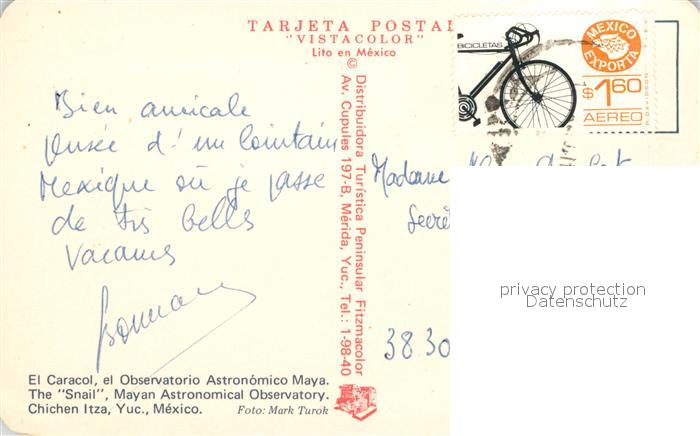 TARJETA POSTAL
"VISTACOLOR"
Lito en México
©
Distribuidora Turística Peninsular Fitzmacolor
Av. Cupules 197-B, Mérida, Yuc., Tel.: 1-98-40
BICICLETAS
MEXICO
EXPORTA
$1.60
AEREO
Bien amicale
pensée d'un lointain
Mexique où je passe
de très belles
vacances
Madame
Secré
3830
privacy protection
Datenschutz
El Caracol, el Observatorio Astronómico Maya.
The "Snail", Mayan Astronomical Observatory.
Chichen Itza, Yuc., México.
Foto: Mark Turok